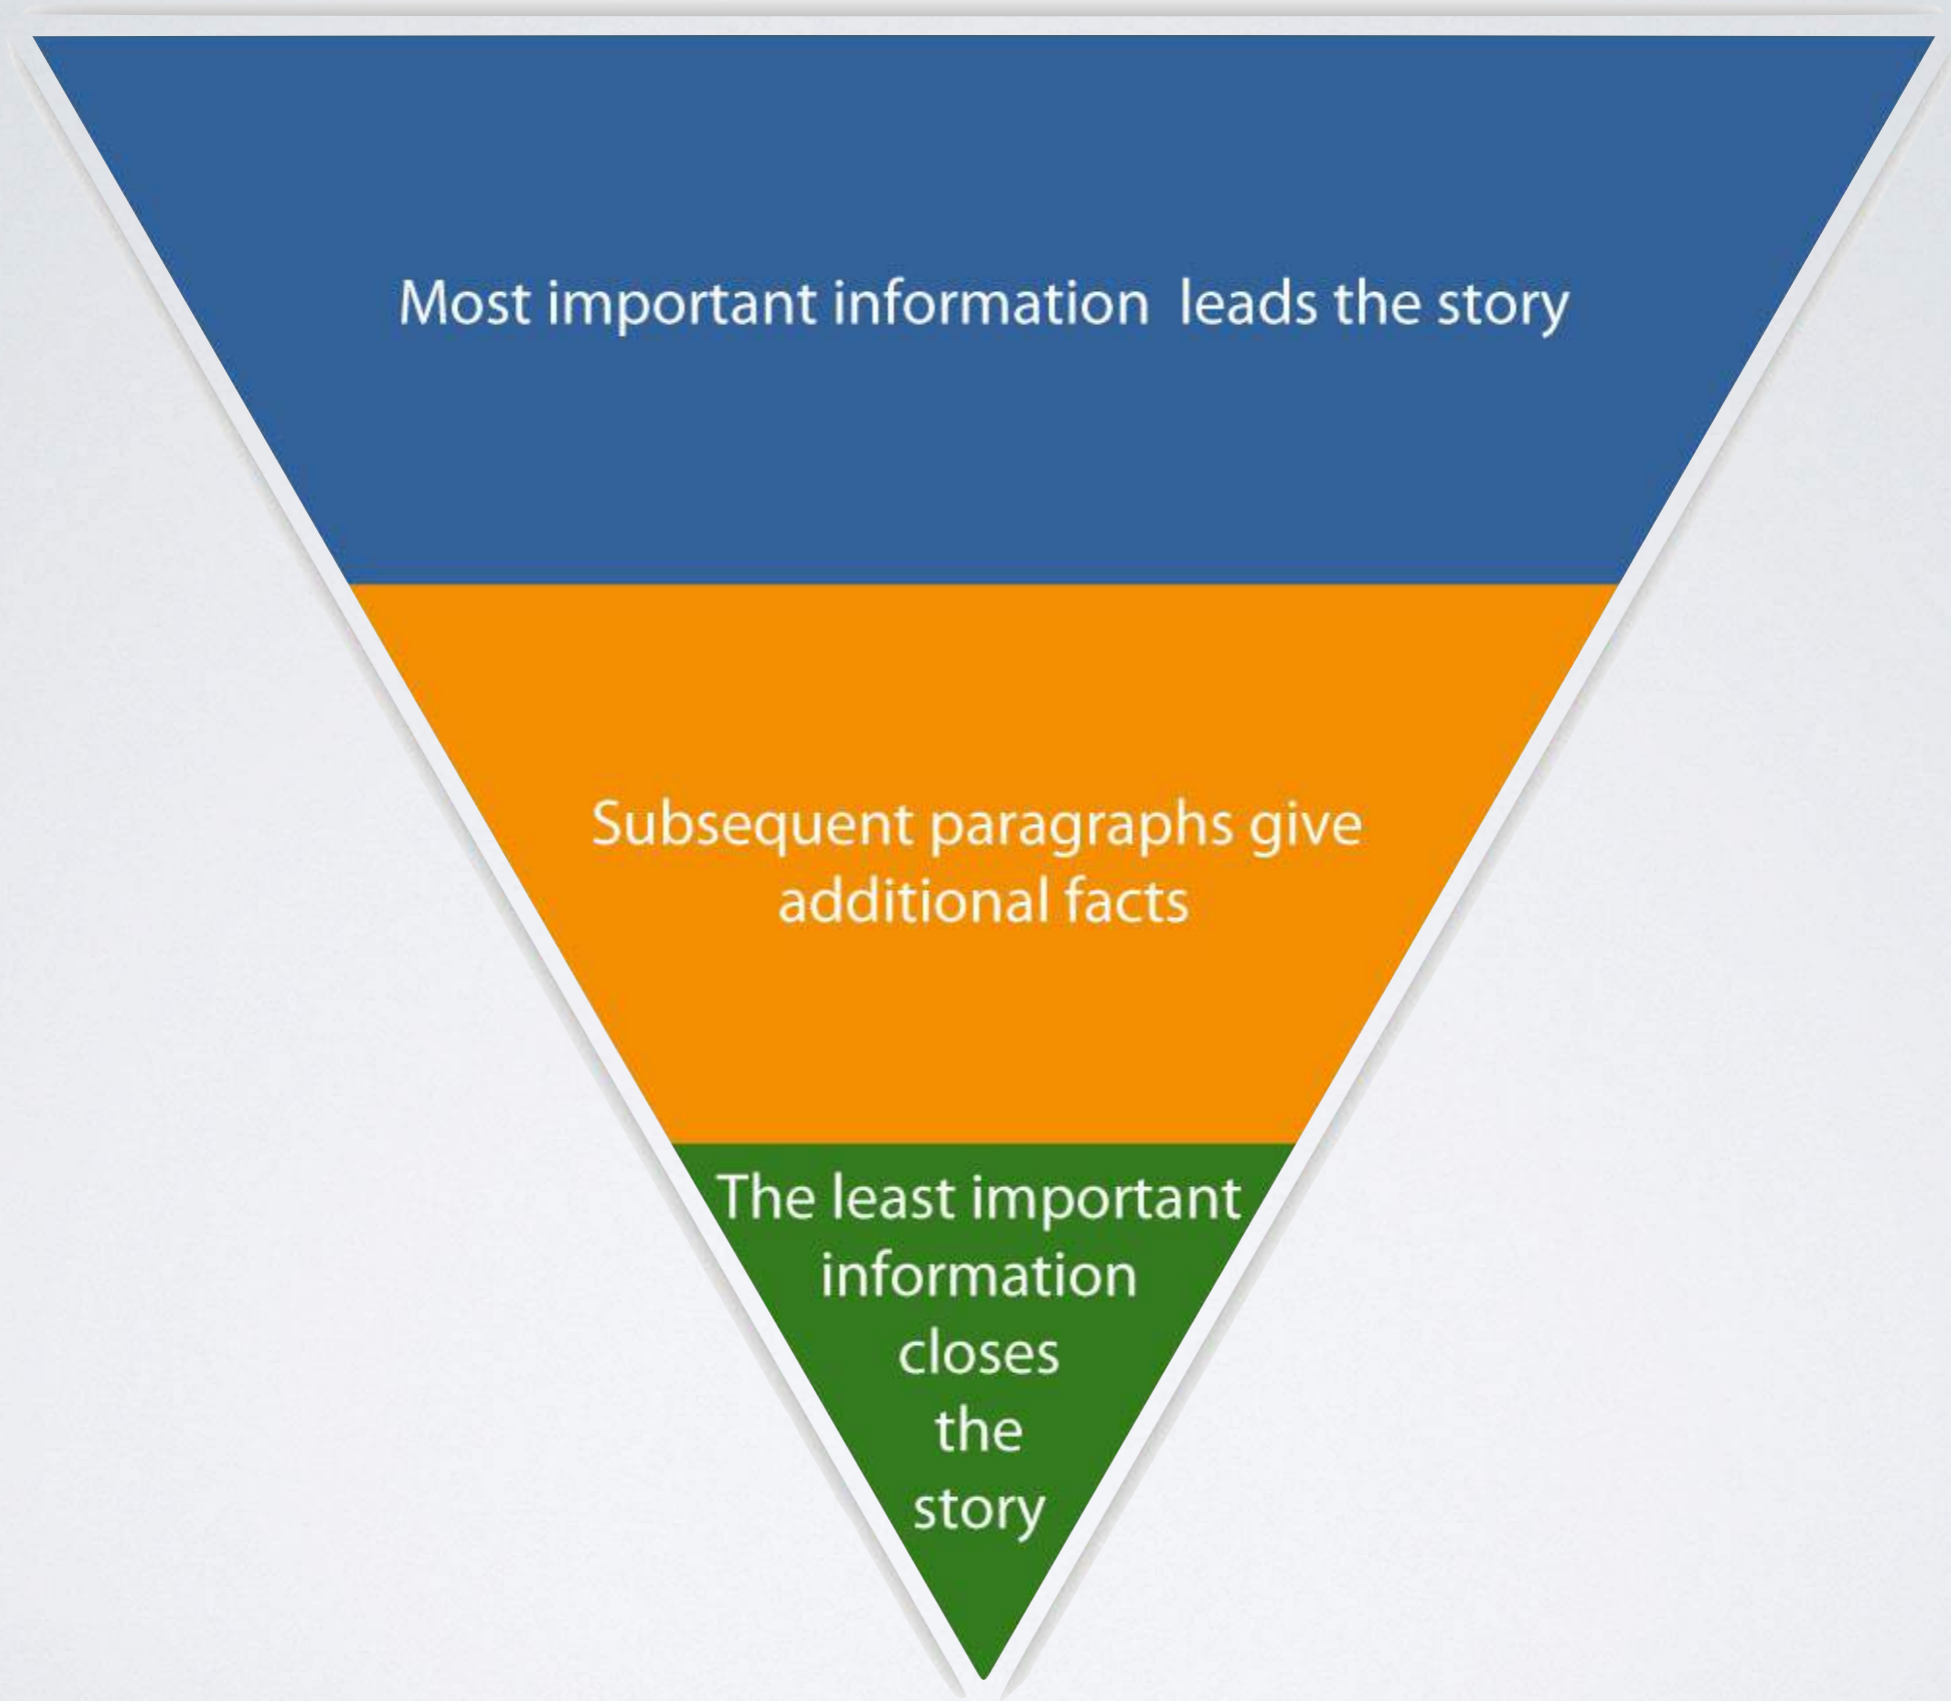 Most important information  leads the story
Subsequent paragraphs give
additional facts
The least important
information
closes
the
story